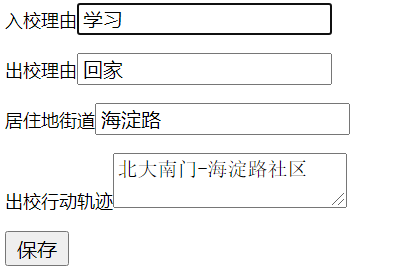 入校理由 学习
出校理由 回家
居住地街道 海淀路
出校行动轨迹 北大南门-海淀路社区
保存